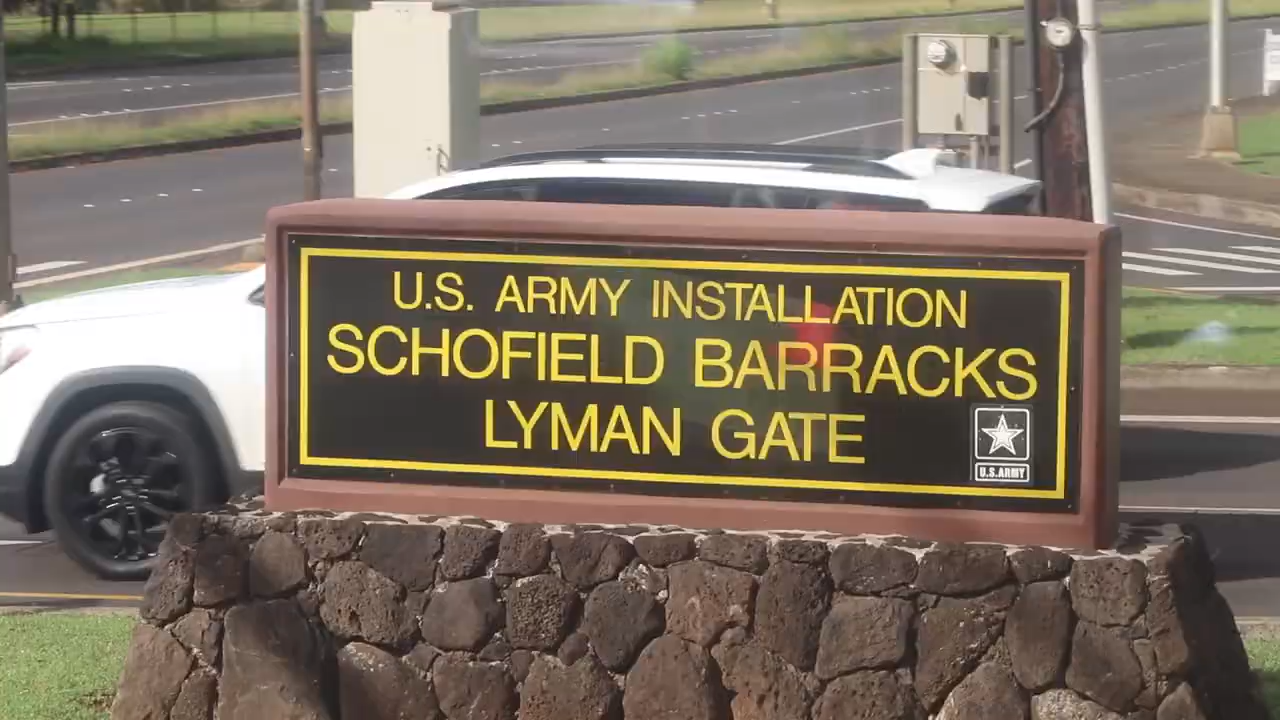 U.S. ARMY INSTALLATION
SCHOFIELD BARRACKS
LYMAN GATE
U.S.ARMY